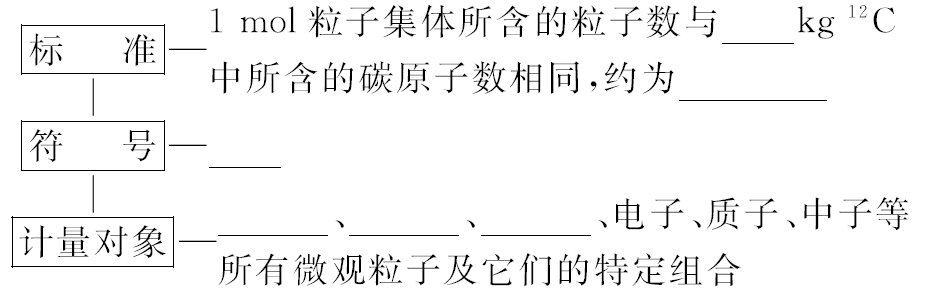 1 mol 粒子集体所含的粒子数与____kg ¹²C
标 准
中所含的碳原子数相同,约为________
符 号
____
______、______、______、电子、质子、中子等
计量对象
所有微观粒子及它们的特定组合